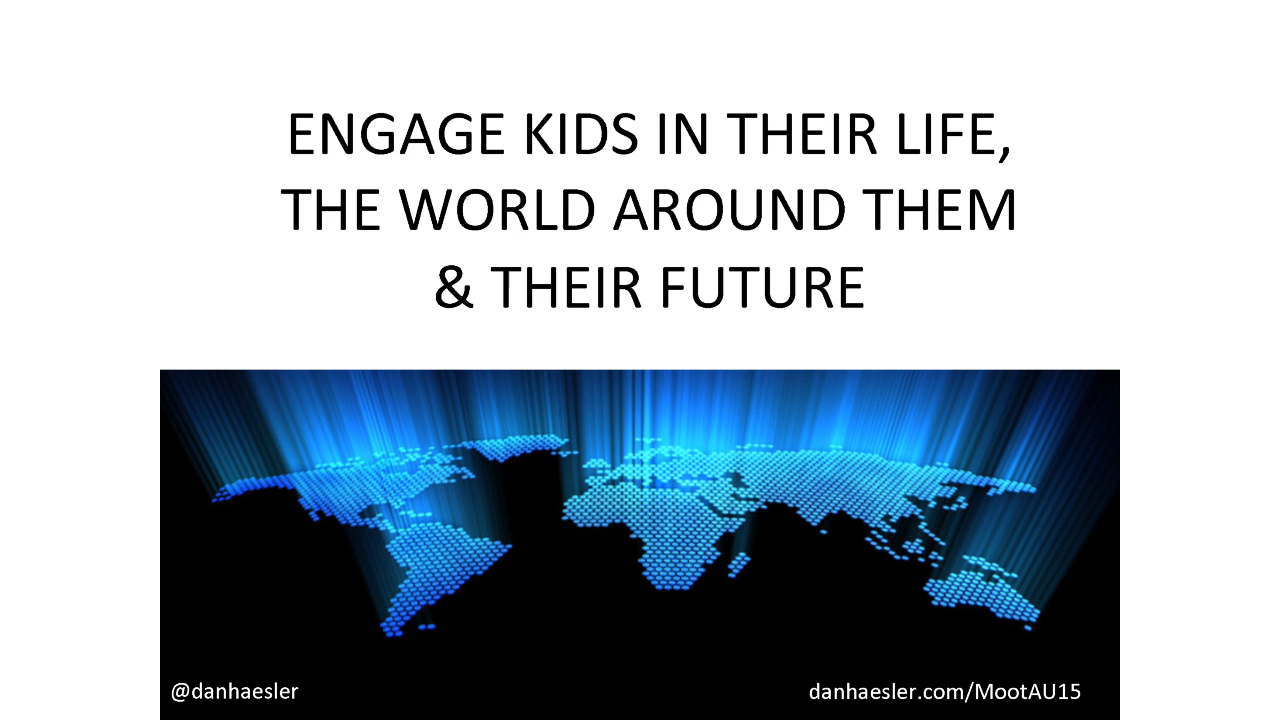 ENGAGE KIDS IN THEIR LIFE,
THE WORLD AROUND THEM
& THEIR FUTURE
@danhaesler
danhaesler.com/MootAU15